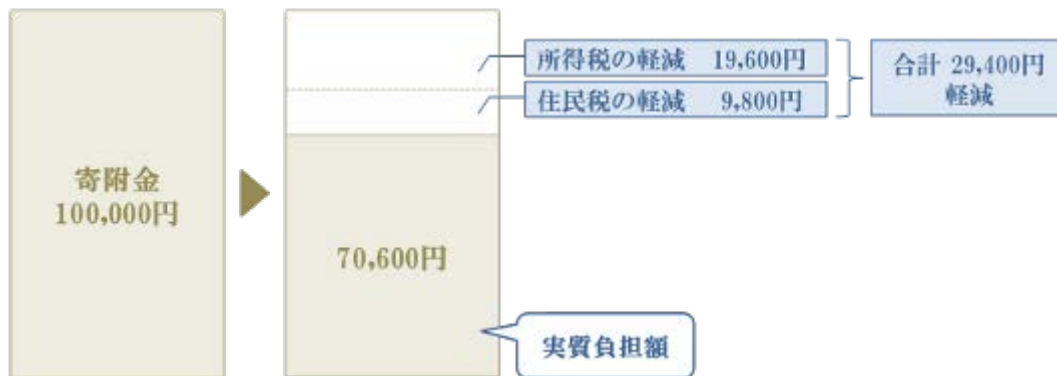 寄附金
100,000円
70,600円
所得税の軽減 19,600円
住民税の軽減 9,800円
合計 29,400円
軽減
実質負担額